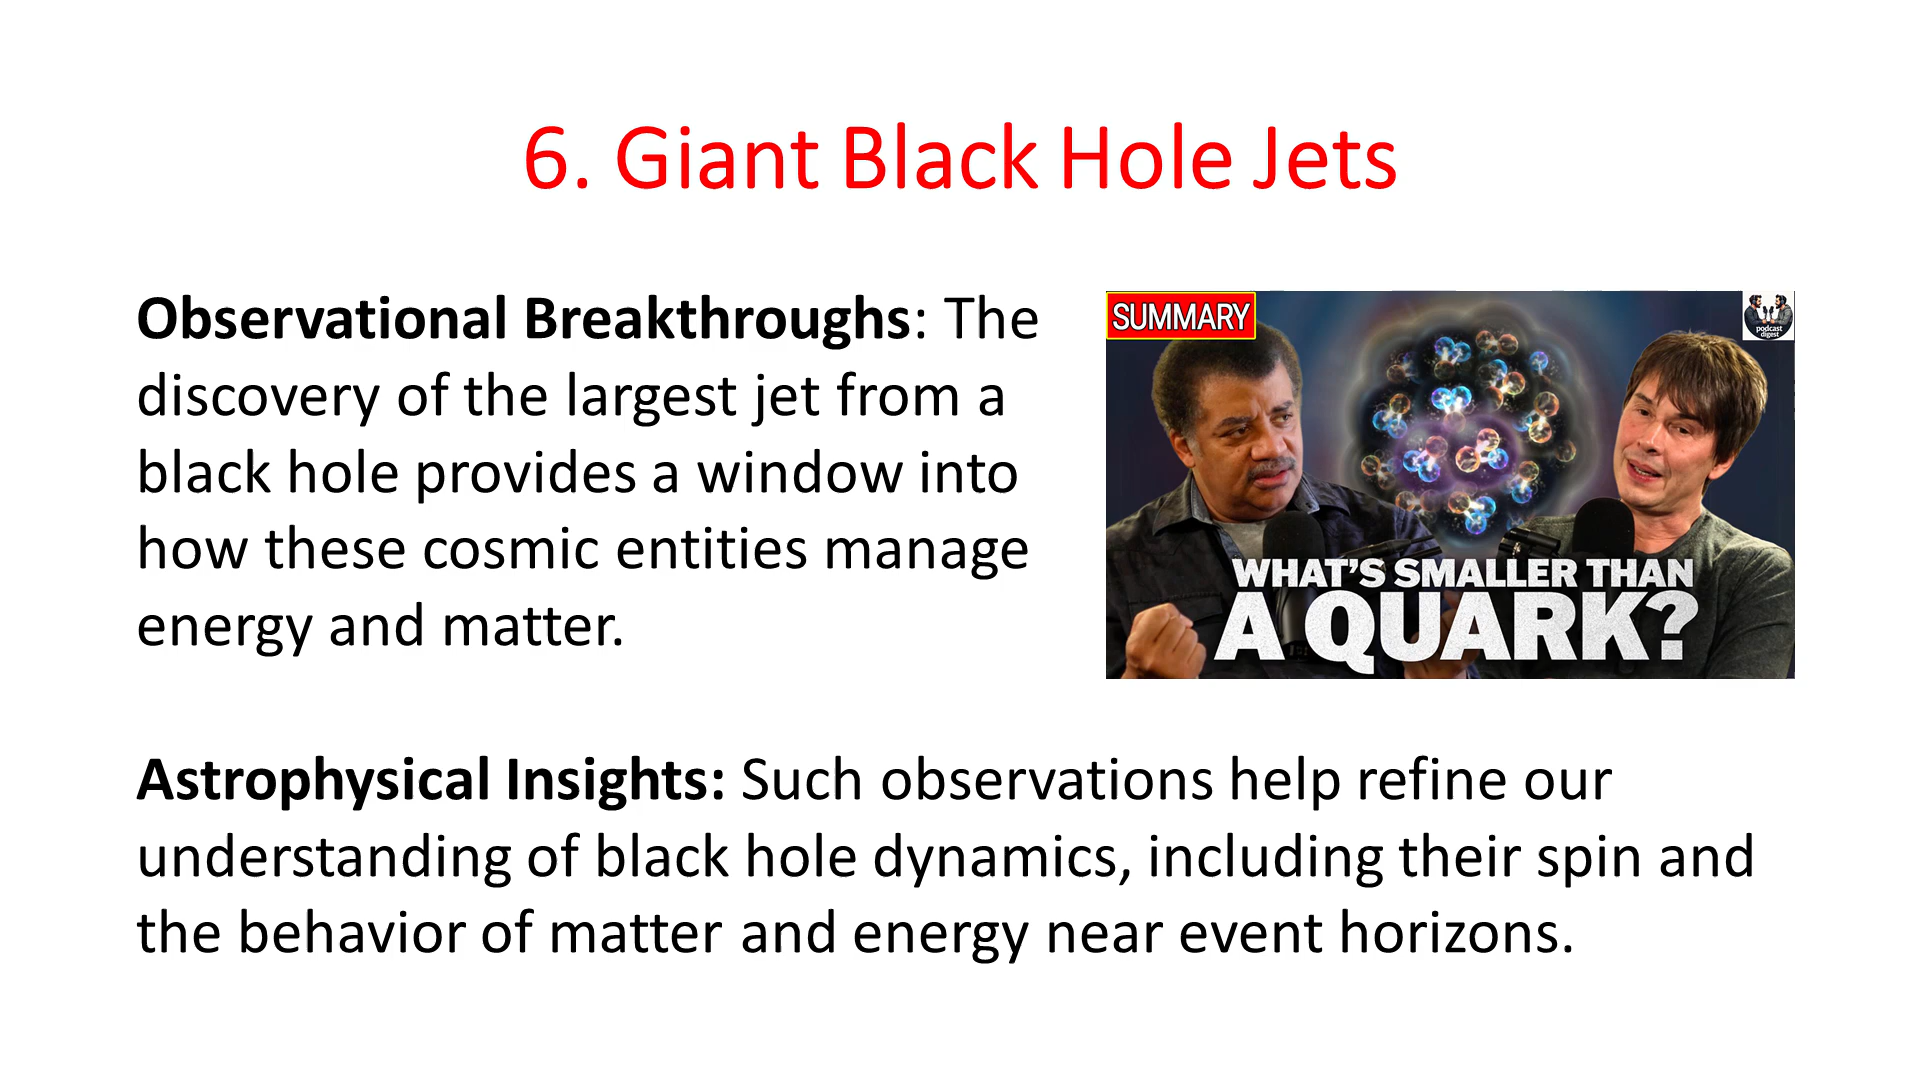 6. Giant Black Hole Jets
Observational Breakthroughs: The
discovery of the largest jet from a
black hole provides a window into
how these cosmic entities manage
energy and matter.
SUMMARY
podcast
digest
WHAT'S SMALLER THAN
A QUARK?
Astrophysical Insights: Such observations help refine our
understanding of black hole dynamics, including their spin and
the behavior of matter and energy near event horizons.